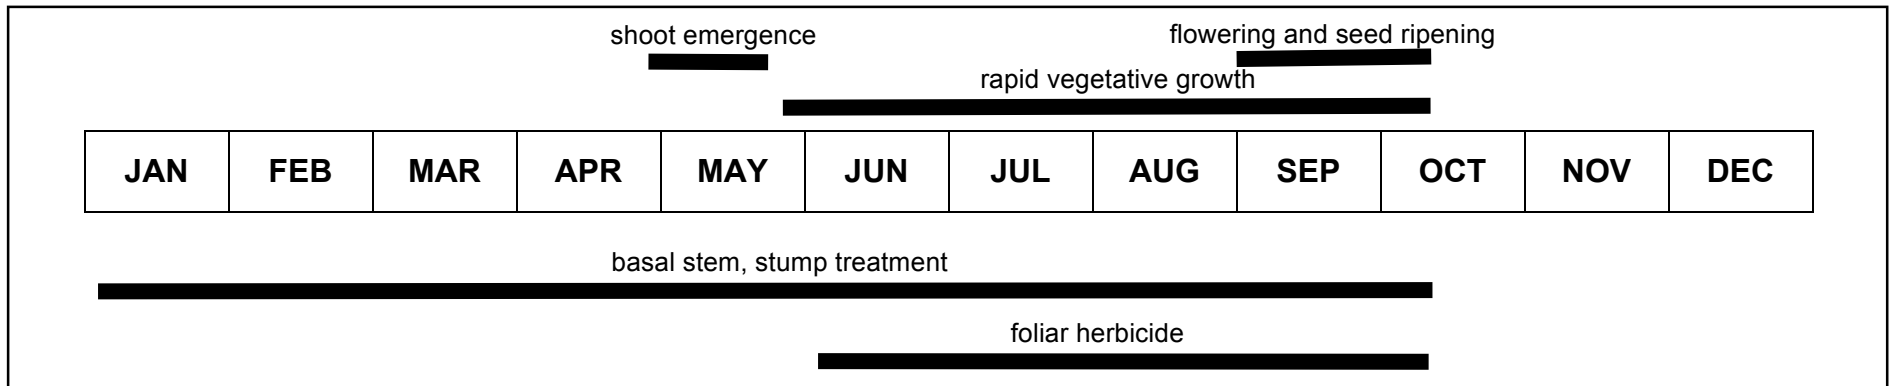 shoot emergence
flowering and seed ripening
rapid vegetative growth
JAN FEB MAR APR MAY JUN JUL AUG SEP OCT NOV DEC
basal stem, stump treatment
foliar herbicide